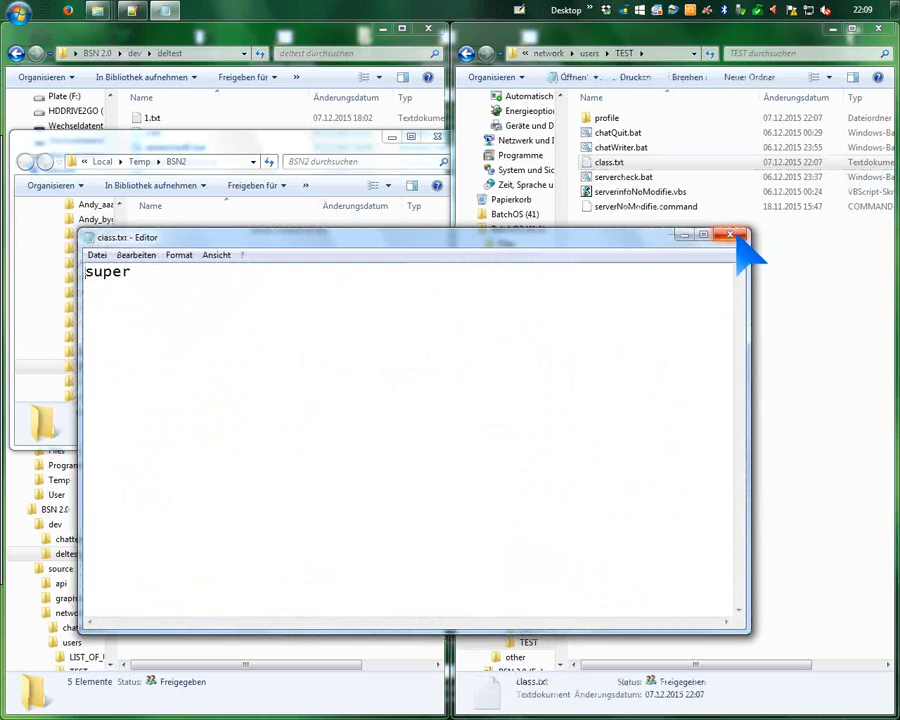 Desktop » 22:09
BSN 2.0 dev deltest
deltest durchsuchen
Organisieren In Bibliothek aufnehmen Freigeben für »
Name Änderungsdatum Typ
Plate (F:)
HDDRIVE2GO (
Wechseldatent
1.txt 07.12.2015 18:02
« Local Temp BSN2
BSN2 durchsuchen
Organisieren In Bibliothek aufnehmen Freigeben für »
Name Änderungsdatum Typ
Andy_aaa
Andy_by
« network users TEST
TEST durchsuchen
Organisieren Öffnen Drucken Brennen Neuer Ordner
Name Änderungsdatum Typ
Automatisch
Energieoption
Geräte und D
Netzwerk und I
Programme
System und S
Zeit, Sprache u
Papierkorb
BatchOS (41)
profile 07.12.2015 22:07 Dateiordner
chatQuit.bat 06.12.2015 00:29 Windows-Ba
chatWriter.bat 06.12.2015 23:55 Windows-Ba
class.txt 07.12.2015 22:07 Textdokume
servercheck.bat 06.12.2015 23:37 Windows-Ba
serverinfoNoModifie.vbs 06.12.2015 00:24 VBScript-Skr
serverNoModifie.command 18.11.2015 15:47 COMMAND
class.txt - Editor
Datei Bearbeiten Format Ansicht ?
super
Program
Temp
User
BSN 2.0
dev
chatte
deltes
source
api
graph
netwo
cha
users
LIST_OF_
5 Elemente Status: Freigegeben
TEST
other
class.txt Status: Freigegeben
Textdokument Änderungsdatum: 07.12.2015 22:07